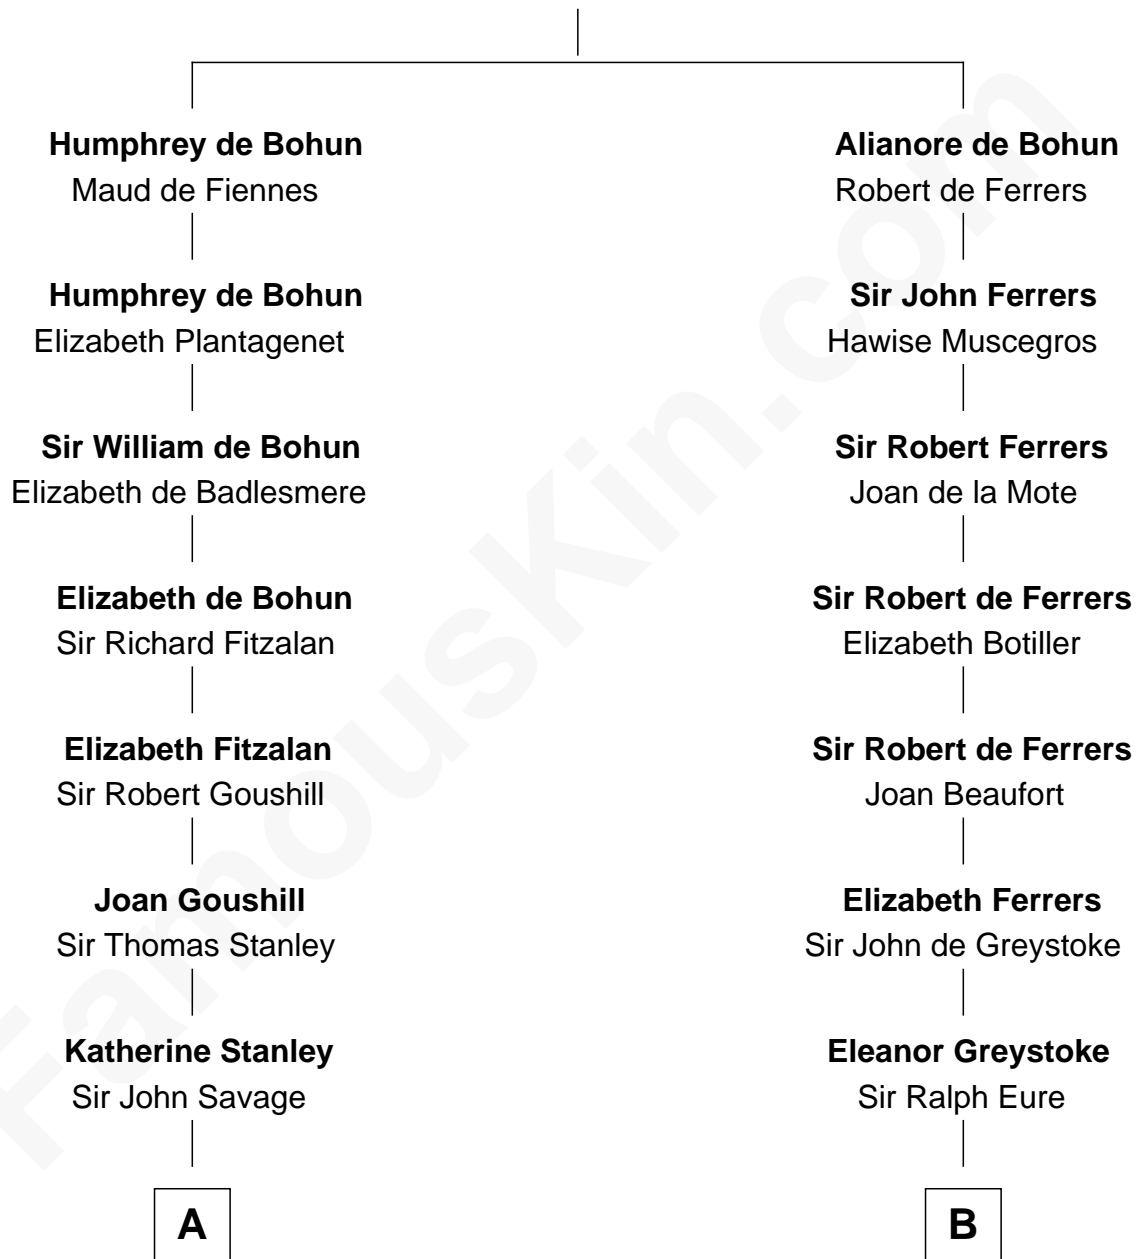 Humphrey de Bohun
Maud de Fiennes
Humphrey de Bohun
Elizabeth Plantagenet
Sir William de Bohun
Elizabeth de Badlesmere
Elizabeth de Bohun
Sir Richard Fitzalan
Elizabeth Fitzalan
Sir Robert Goushill
Joan Goushill
Sir Thomas Stanley
Katherine Stanley
Sir John Savage
A
Alianore de Bohun
Robert de Ferrers
Sir John Ferrers
Hawise Muscegros
Sir Robert Ferrers
Joan de la Mote
Sir Robert de Ferrers
Elizabeth Botiller
Sir Robert de Ferrers
Joan Beaufort
Elizabeth Ferrers
Sir John de Greystoke
Eleanor Greystoke
Sir Ralph Eure
B
FamousKin.com